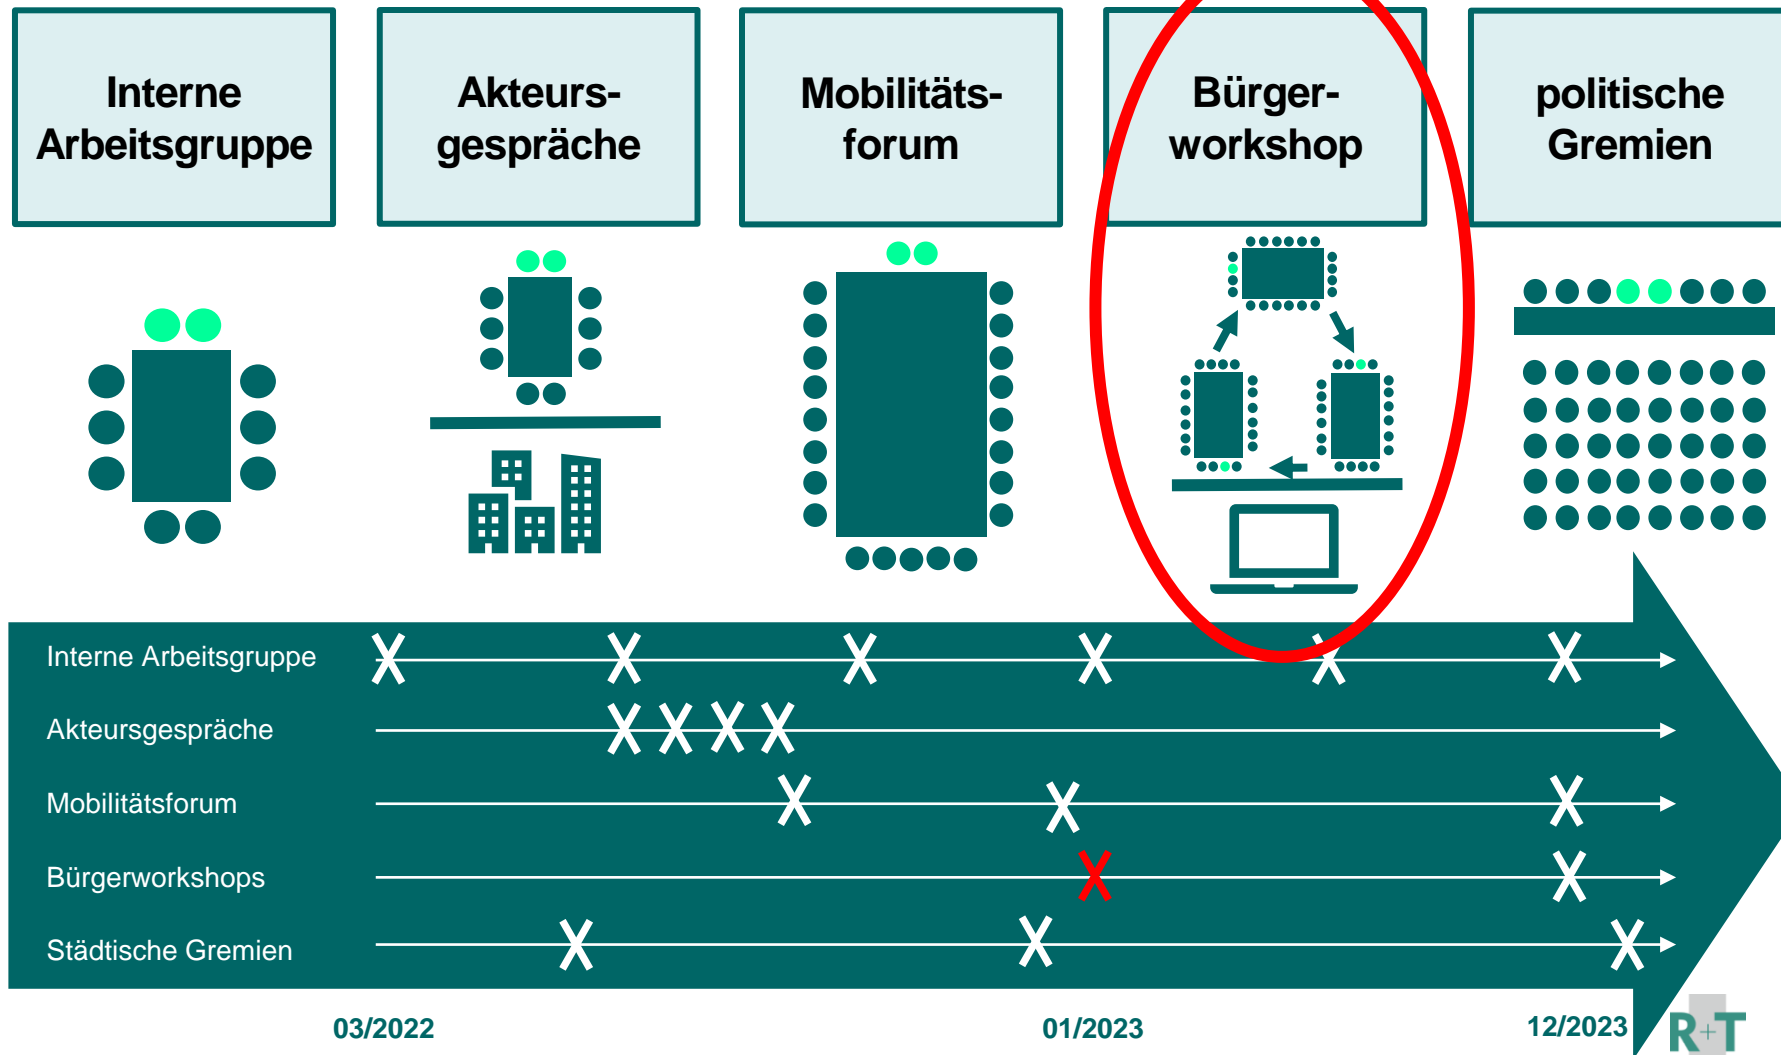 Interne
Arbeitsgruppe
Akteurs-
gespräche
Mobilitäts-
forum
Bürger-
workshop
politische
Gremien
Interne Arbeitsgruppe
Akteursgespräche
Mobilitätsforum
Bürgerworkshops
Städtische Gremien
03/2022
01/2023
12/2023
R+T